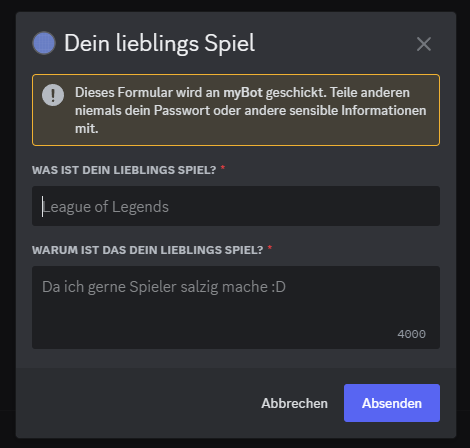 Dein lieblings Spiel
Dieses Formular wird an myBot geschickt. Teile anderen
niemals dein Passwort oder andere sensible Informationen
mit.
WAS IST DEIN LIEBLINGS SPIEL? *
League of Legends
WARUM IST DAS DEIN LIEBLINGS SPIEL? *
Da ich gerne Spieler salzig mache :D
4000
Abbrechen Absenden